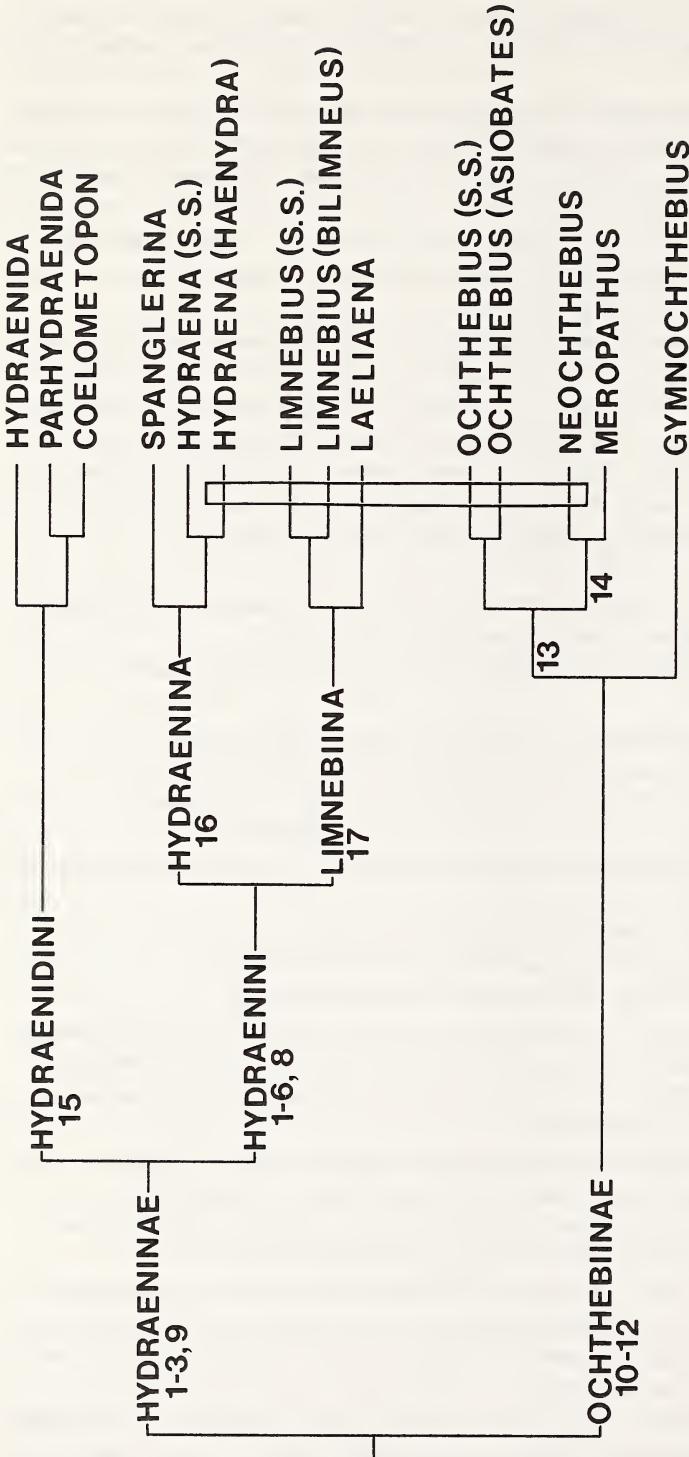 HYDRAENIDA
PARHYDRAENIDA
COELOMETOPON
SPANGLERINA
HYDRAENA (S.S.)
HYDRAENA (HAENYDRA)
LIMNEBIUS (S.S.)
LIMNEBIUS (BILIMNEUS)
LAELIAENA
OCHTHEBIUS (S.S.)
OCHTHEBIUS (ASIOBATES)
NEOCHTHEBIUS
MEROPATHUS
GYMNOCHTHEBIUS
13
14
HYDRAENINA
16
LIMNEBIINA
17
HYDRAENIDINI
15
HYDRAENINI
1-6, 8
HYDRAENINAE
1-3, 9
OCHTHEBIINAE
10-12